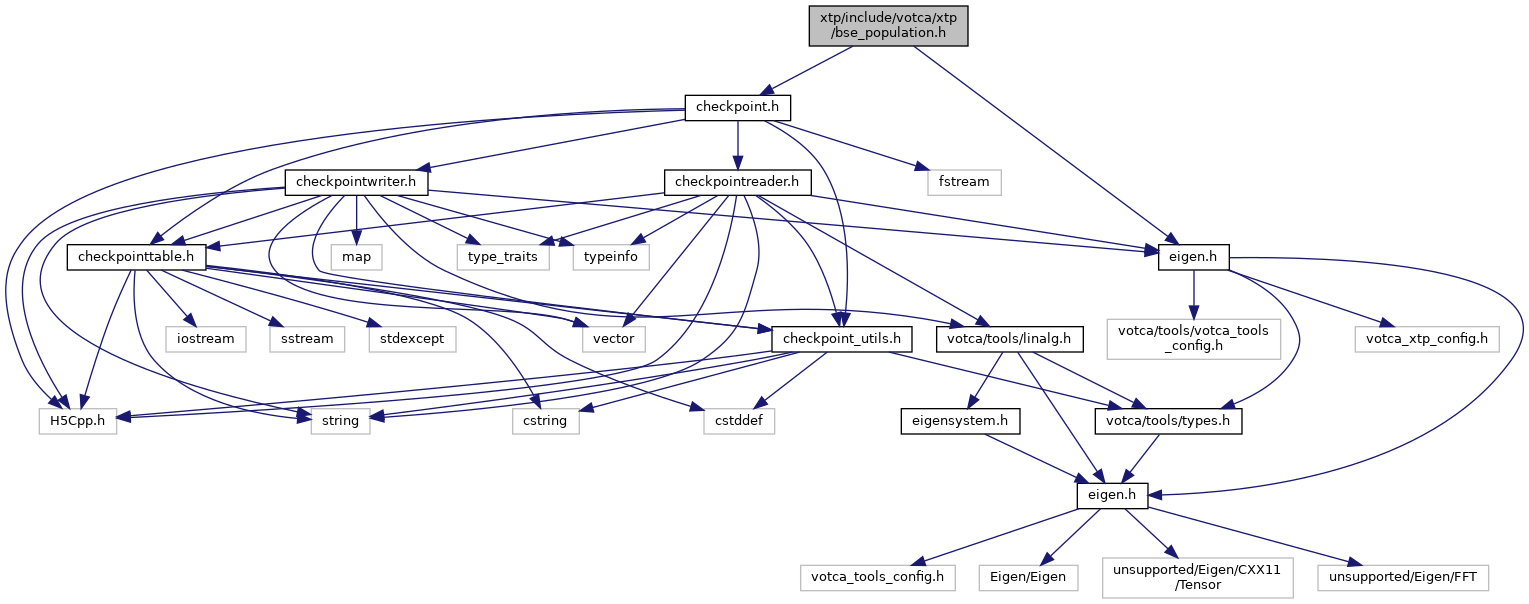 xtp/include/votca/xtp
/bse_population.h
checkpoint.h
checkpointwriter.h
checkpointreader.h
fstream
checkpointtable.h
map
type_traits
typeinfo
eigen.h
iostream
sstream
stdexcept
vector
checkpoint_utils.h
votca/tools/linalg.h
votca/tools/votca_tools
_config.h
votca_xtp_config.h
H5Cpp.h
string
cstring
cstddef
eigensystem.h
votca/tools/types.h
eigen.h
votca_tools_config.h
Eigen/Eigen
unsupported/Eigen/CXX11
/Tensor
unsupported/Eigen/FFT